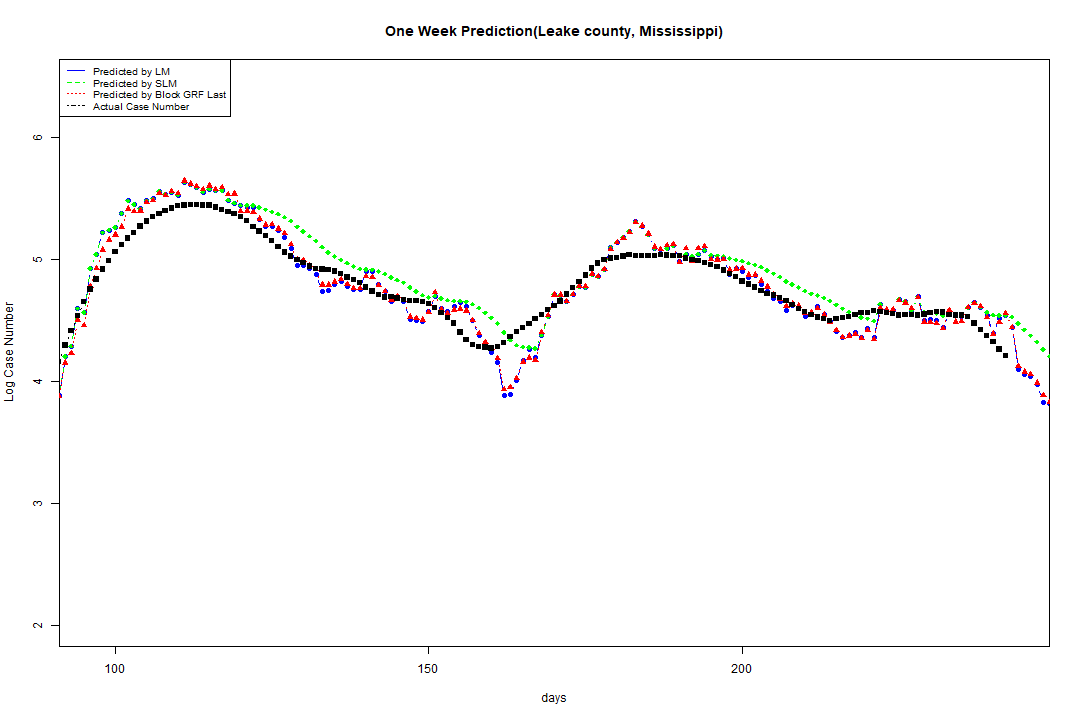 One Week Prediction(Leake county, Mississippi)
Predicted by LM
Predicted by SLM
Predicted by Block GRF Last
Actual Case Number
6
5
4
3
2
Log Case Number
100 150 200
days